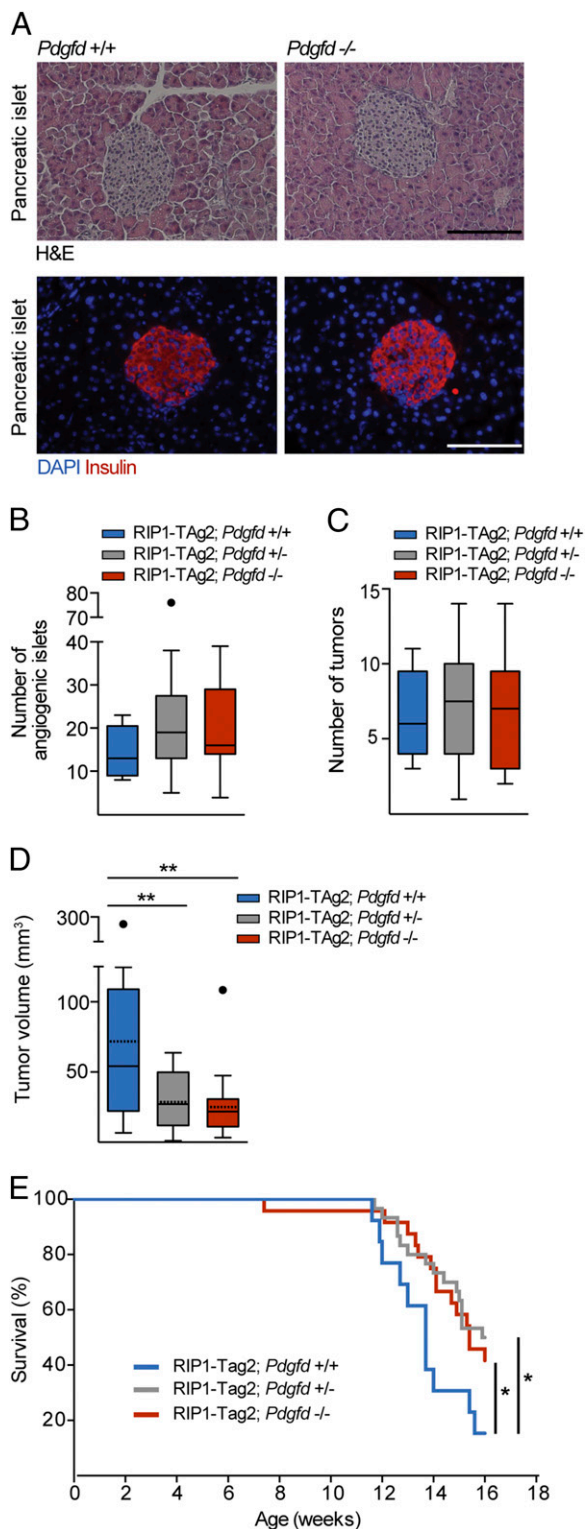 A
Pdgfd +/+
Pdgfd -/-
Pancreatic islet
H&E
Pancreatic islet
DAPI Insulin
B
RIP1-TAg2; Pdgfd +/+
RIP1-TAg2; Pdgfd +/-
RIP1-TAg2; Pdgfd -/-
Number of
angiogenic islets
80
70
40
30
20
10
C
RIP1-TAg2; Pdgfd +/+
RIP1-TAg2; Pdgfd +/-
RIP1-TAg2; Pdgfd -/-
Number of tumors
15
10
5
D
**
**
RIP1-TAg2; Pdgfd +/+
RIP1-TAg2; Pdgfd +/-
RIP1-TAg2; Pdgfd -/-
Tumor volume (mm³)
300
100
50
E
Survival (%)
100
80
60
40
20
RIP1-Tag2; Pdgfd +/+
RIP1-Tag2; Pdgfd +/-
RIP1-Tag2; Pdgfd -/-
*
*
0 2 4 6 8 10 12 14 16 18
Age (weeks)